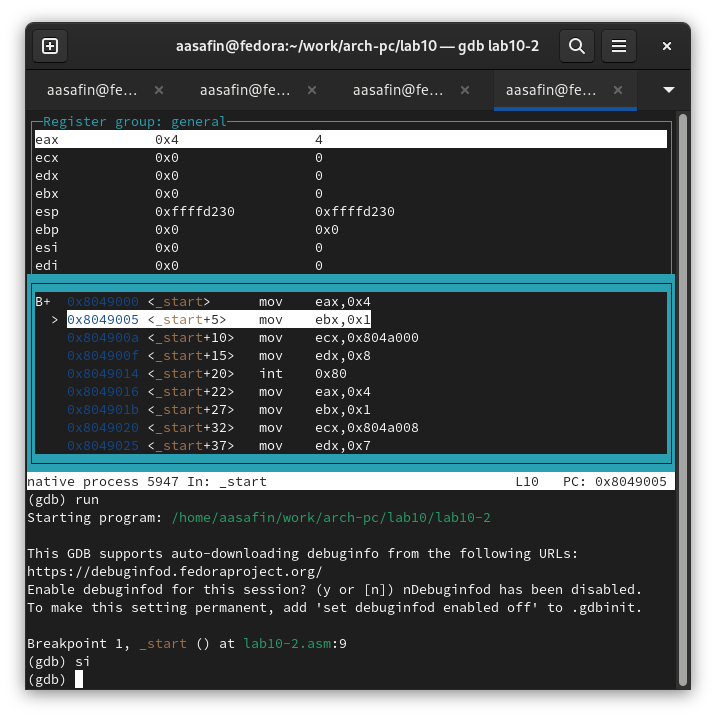 aasafin@fedora:~/work/arch-pc/lab10 — gdb lab10-2
aasafin@fe... × aasafin@fe... × aasafin@fe... × aasafin@fe... ×
Register group: general
eax 0x4 4
ecx 0x0 0
edx 0x0 0
ebx 0x0 0
esp 0xffffd230 0xffffd230
ebp 0x0 0x0
esi 0x0 0
edi 0x0 0
B+ 0x8049000 <_start> mov eax,0x4
> 0x8049005 <_start+5> mov ebx,0x1
0x804900a <_start+10> mov ecx,0x804a000
0x804900f <_start+15> mov edx,0x8
0x8049014 <_start+20> int 0x80
0x8049016 <_start+22> mov eax,0x4
0x804901b <_start+27> mov ebx,0x1
0x8049020 <_start+32> mov ecx,0x804a008
0x8049025 <_start+37> mov edx,0x7
native process 5947 In: _start L10 PC: 0x8049005
(gdb) run
Starting program: /home/aasafin/work/arch-pc/lab10/lab10-2
This GDB supports auto-downloading debuginfo from the following URLs:
https://debuginfod.fedoraproject.org/
Enable debuginfod for this session? (y or [n]) nDebuginfod has been disabled.
To make this setting permanent, add 'set debuginfod enabled off' to .gdbinit.
Breakpoint 1, _start () at lab10-2.asm:9
(gdb) si
(gdb)